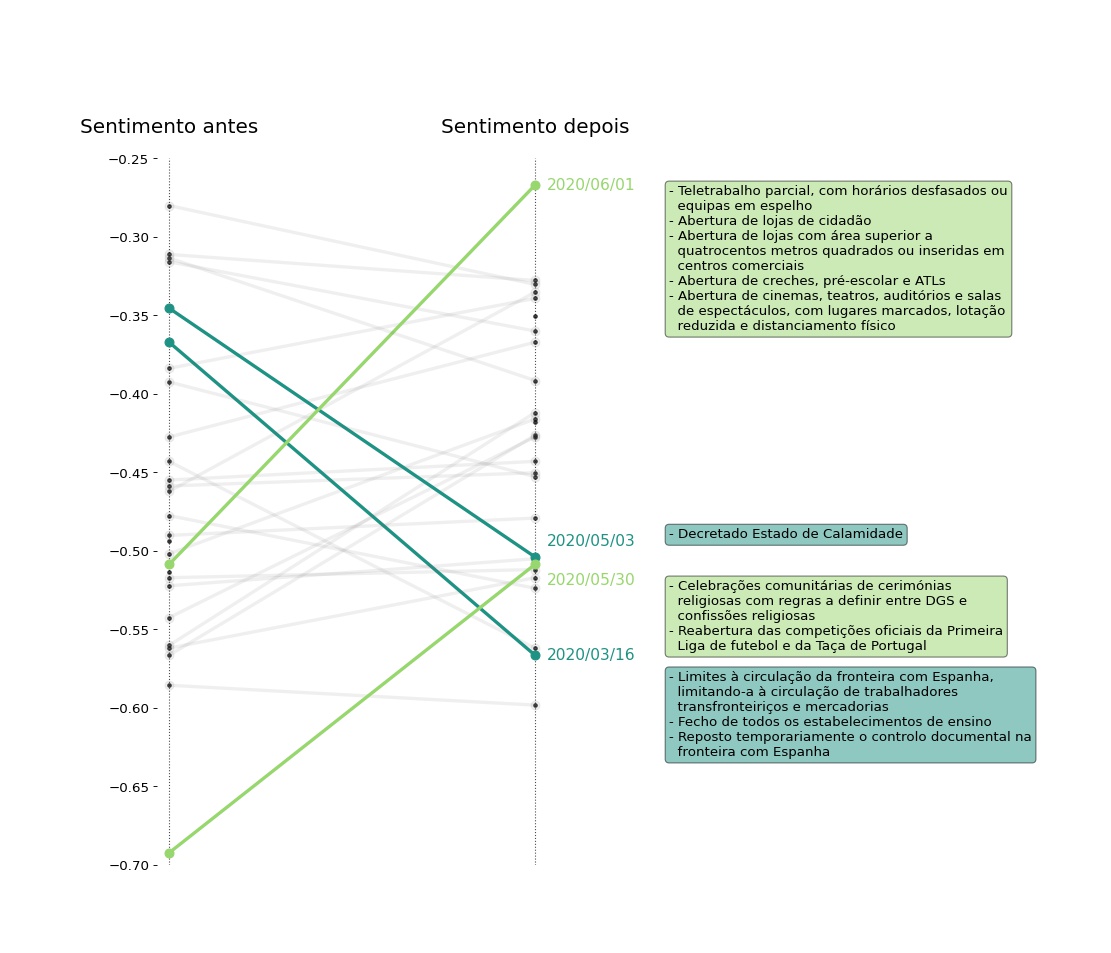 Sentimento antes
Sentimento depois
−0.25
−0.30
−0.35
−0.40
−0.45
−0.50
−0.55
−0.60
−0.65
−0.70
2020/06/01
- Teletrabalho parcial, com horários desfasados ou
equipas em espelho
- Abertura de lojas de cidadão
- Abertura de lojas com área superior a
quatrocentos metros quadrados ou inseridas em
centros comerciais
- Abertura de creches, pré-escolar e ATLs
- Abertura de cinemas, teatros, auditórios e salas
de espectáculos, com lugares marcados, lotação
reduzida e distanciamento físico
2020/05/03
- Decretado Estado de Calamidade
2020/05/30
- Celebrações comunitárias de cerimónias
religiosas com regras a definir entre DGS e
confissões religiosas
- Reabertura das competições oficiais da Primeira
Liga de futebol e da Taça de Portugal
2020/03/16
- Limites à circulação da fronteira com Espanha,
limitando-a à circulação de trabalhadores
transfronteiriços e mercadorias
- Fecho de todos os estabelecimentos de ensino
- Reposto temporariamente o controlo documental na
fronteira com Espanha